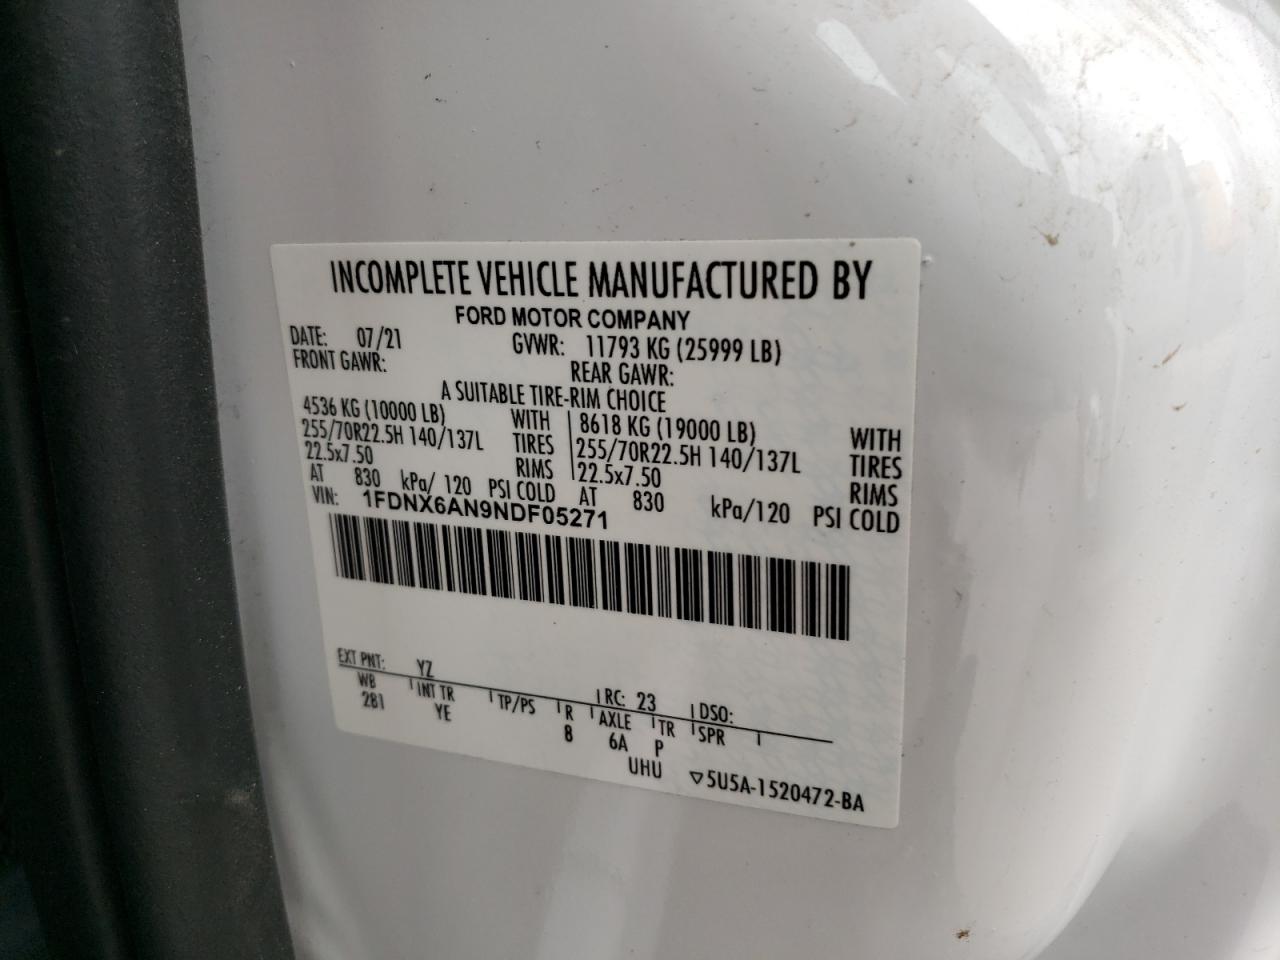 INCOMPLETE VEHICLE MANUFACTURED BY
FORD MOTOR COMPANY
DATE: 07/21 GVWR: 11793 KG (25999 LB)
FRONT GAWR: REAR GAWR:
A SUITABLE TIRE-RIM CHOICE
4536 KG (10000 LB) WITH 8618 KG (19000 LB) WITH
255/70R22.5H 140/137L TIRES 255/70R22.5H 140/137L TIRES
22.5x7.50 RIMS 22.5x7.50 RIMS
AT 830 kPa/ 120 PSI COLD AT 830 kPa/120 PSI COLD
VIN: 1FDNX6AN9NDF05271
EXT PNT: YZ RC: 23 DSO:
WB INT TR TP/PS R AXLE TR SPR
281 YE 8 6A P
UHU ▽5U5A-1520472-BA